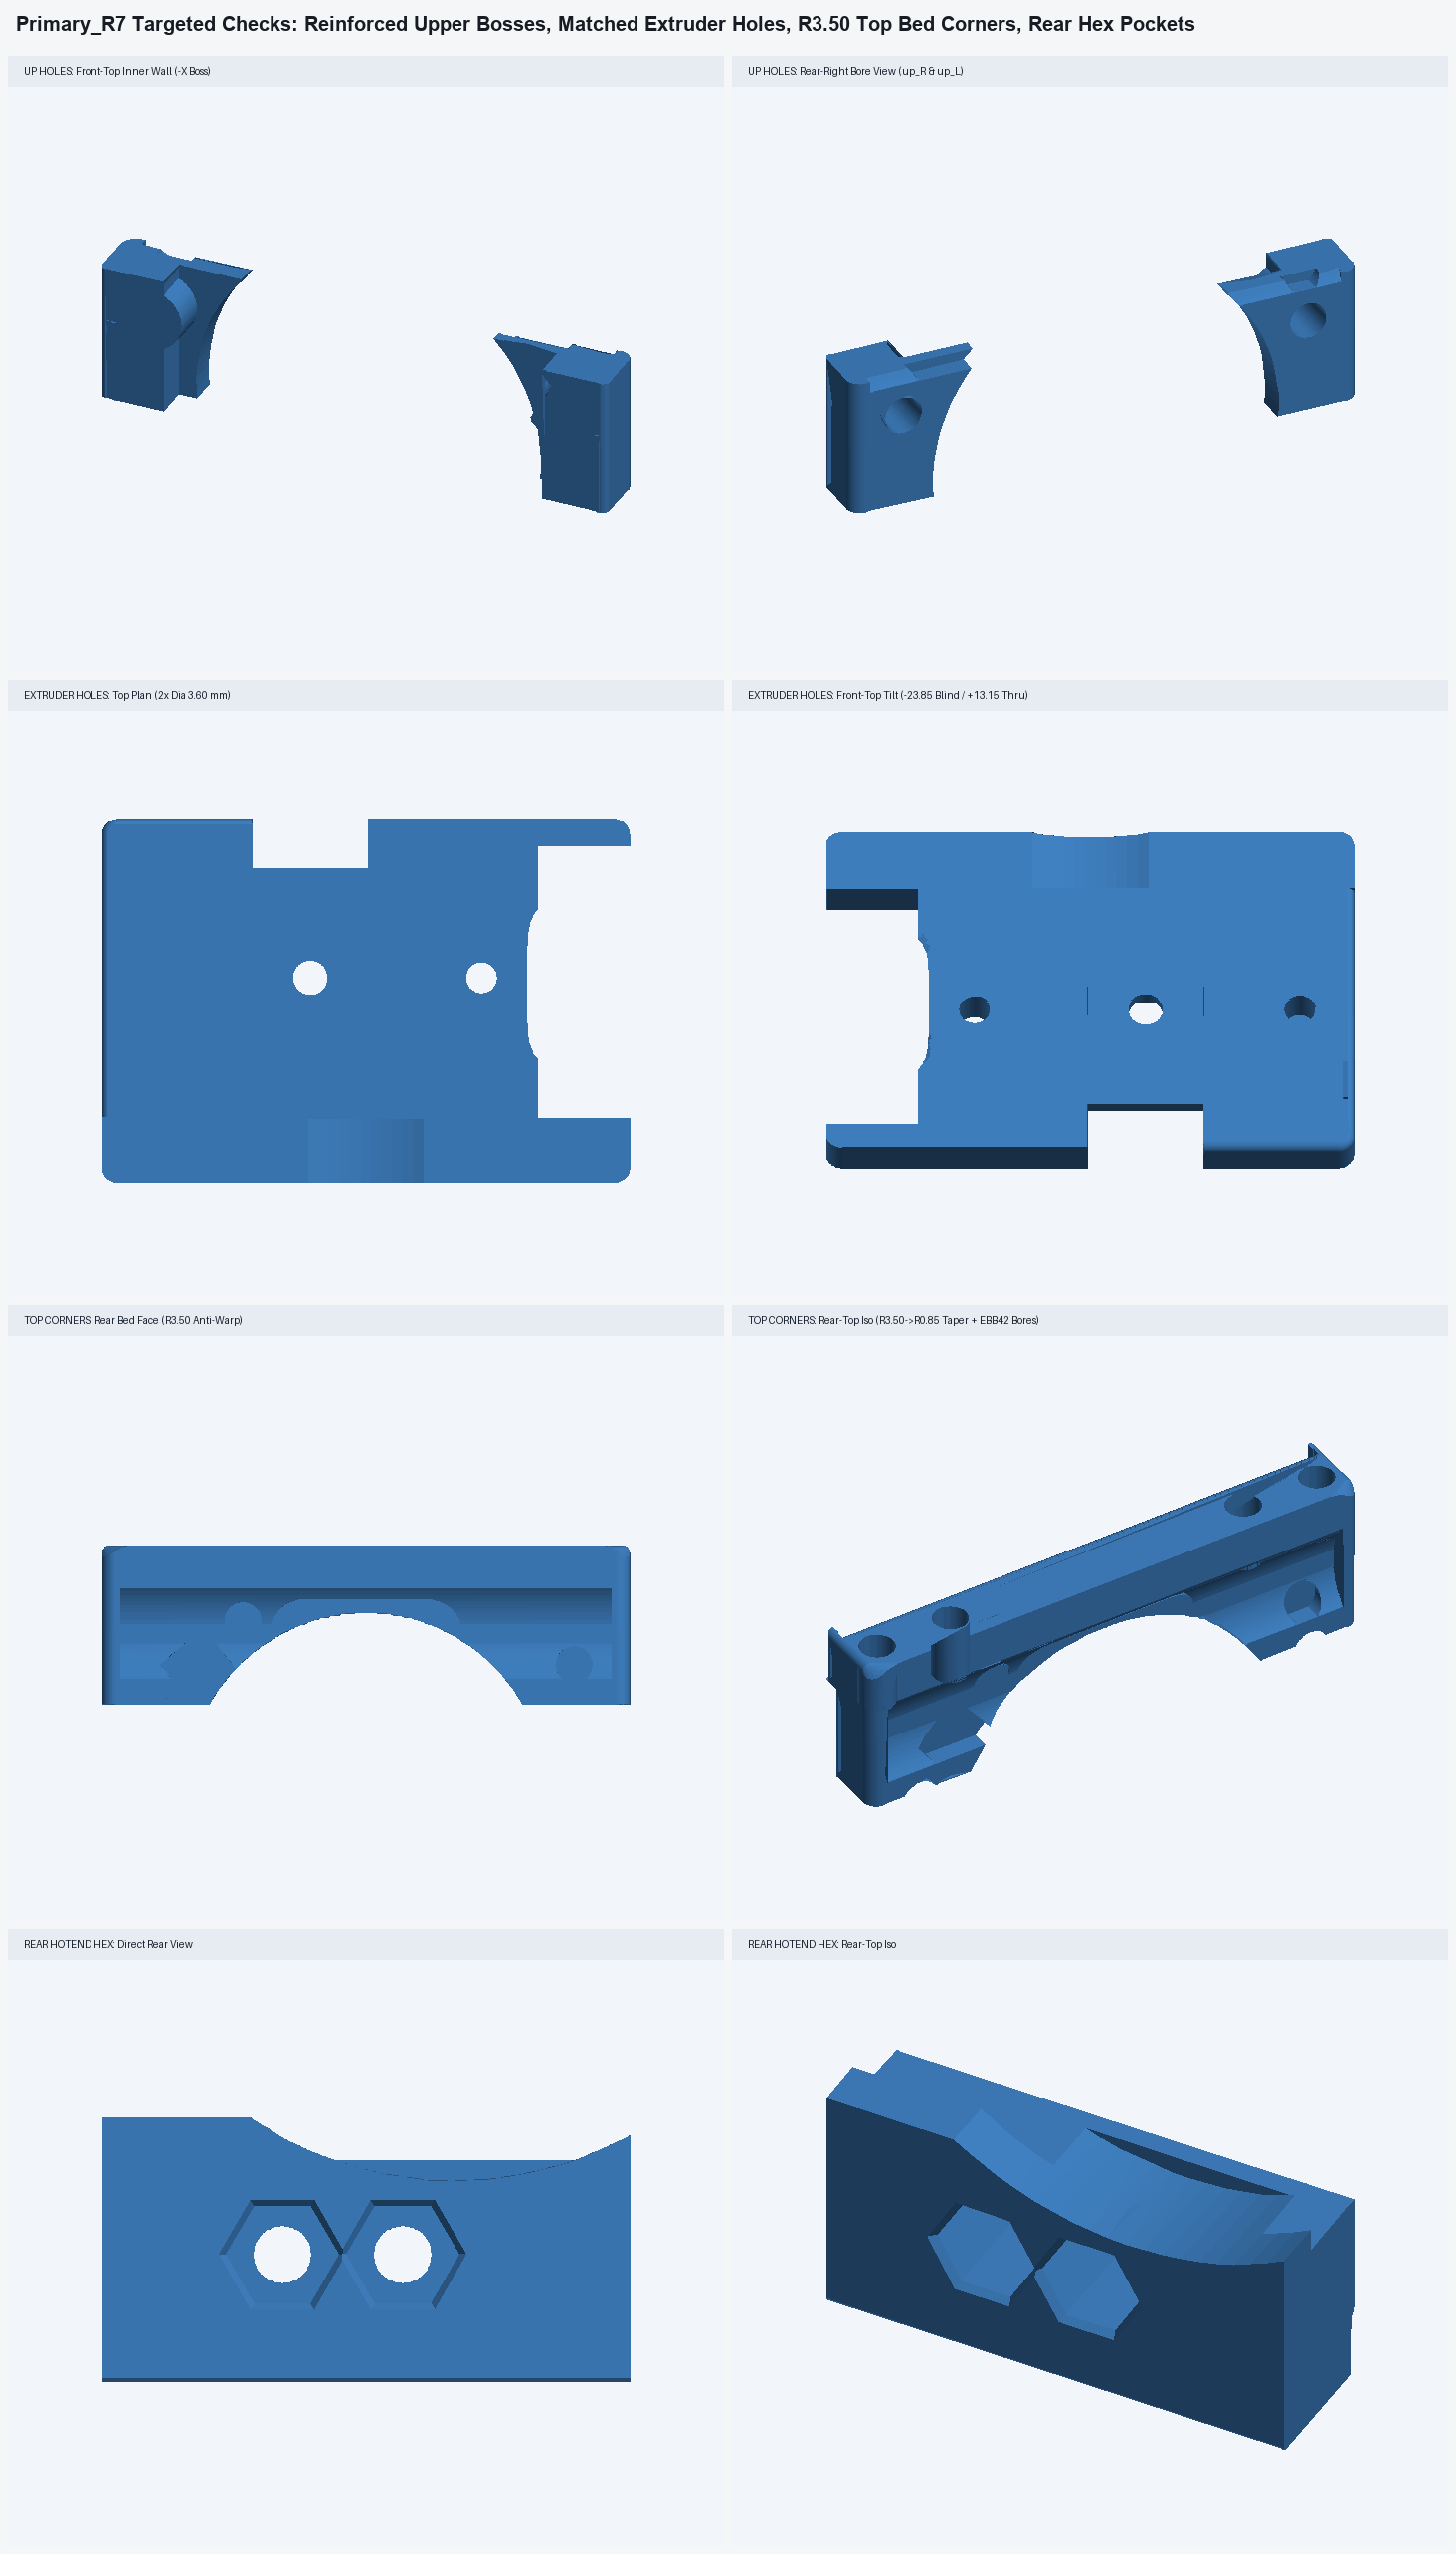 Primary_R7 Targeted Checks: Reinforced Upper Bosses, Matched Extruder Holes, R3.50 Top Bed Corners, Rear Hex Pockets
UP HOLES: Front-Top Inner Wall (-X Boss)
UP HOLES: Rear-Right Bore View (up_R & up_L)
EXTRUDER HOLES: Top Plan (2x Dia 3.60 mm)
EXTRUDER HOLES: Front-Top Tilt (-23.85 Blind / +13.15 Thru)
TOP CORNERS: Rear Bed Face (R3.50 Anti-Warp)
TOP CORNERS: Rear-Top Iso (R3.50->R0.85 Taper + EBB42 Bores)
REAR HOTEND HEX: Direct Rear View
REAR HOTEND HEX: Rear-Top Iso